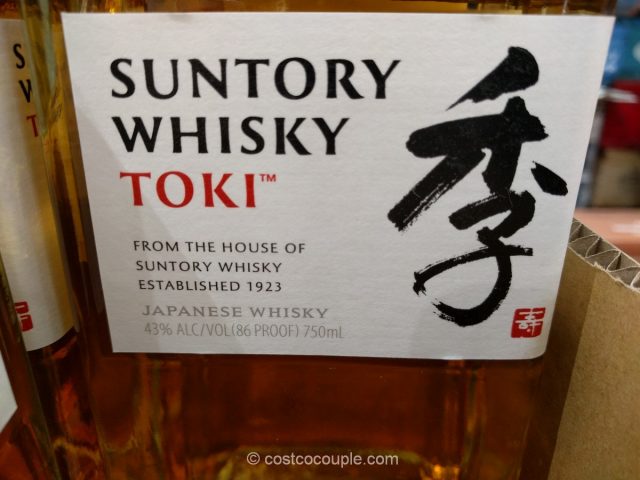 SUNTORY
WHISKY
TOKI™
FROM THE HOUSE OF
SUNTORY WHISKY
ESTABLISHED 1923
JAPANESE WHISKY
43% ALC/VOL(86 PROOF) 750mL
季
寿
© costcocouple.com